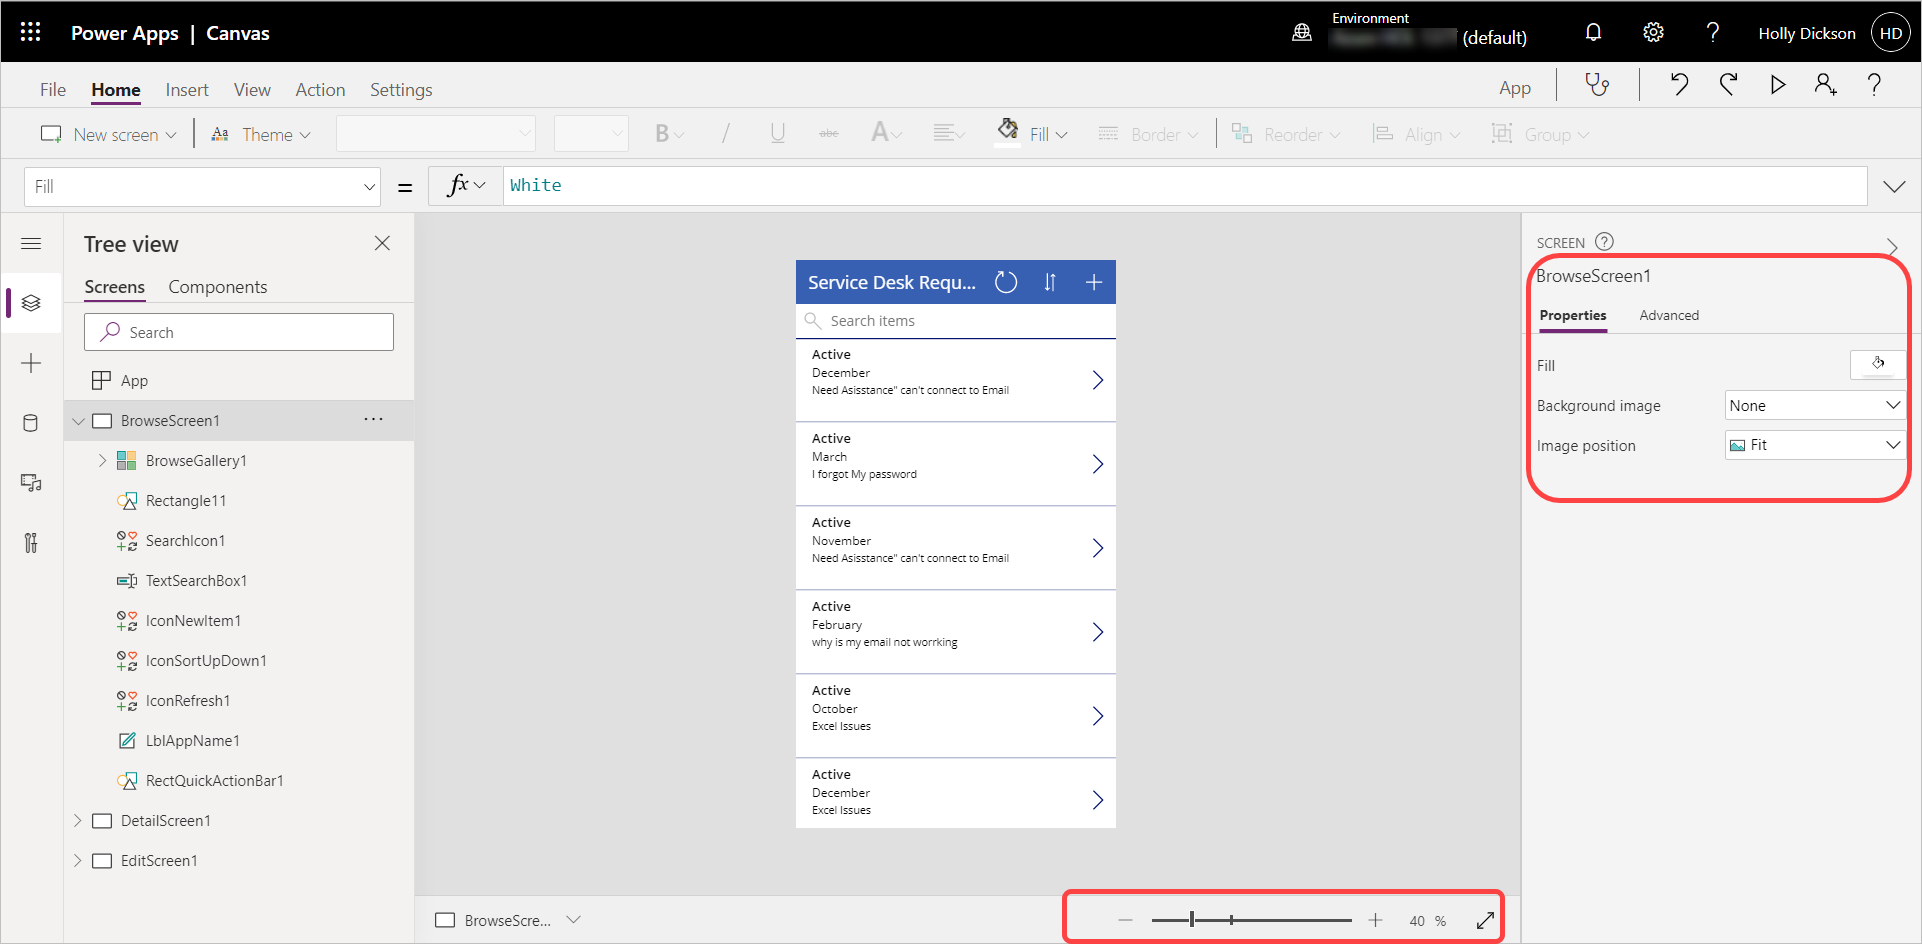 Power Apps | Canvas
Environment
(default)
Holly Dickson
HD
File Home Insert View Action Settings
App
New screen
Aa Theme
B / U abc A
Fill
Border
Reorder
Align
Group
Fill
= fx White
Tree view
Screens Components
Search
App
BrowseScreen1
BrowseGallery1
Rectangle11
SearchIcon1
TextSearchBox1
IconNewItem1
IconSortUpDown1
IconRefresh1
LblAppName1
RectQuickActionBar1
DetailScreen1
EditScreen1
Service Desk Requ...
Search items
Active
December
Need Asisstance" can't connect to Email
Active
March
I forgot My password
Active
November
Need Asisstance" can't connect to Email
Active
February
why is my email not worrking
Active
October
Excel Issues
Active
December
Excel Issues
BrowseScre...
40 %
SCREEN
BrowseScreen1
Properties Advanced
Fill
Background image None
Image position Fit